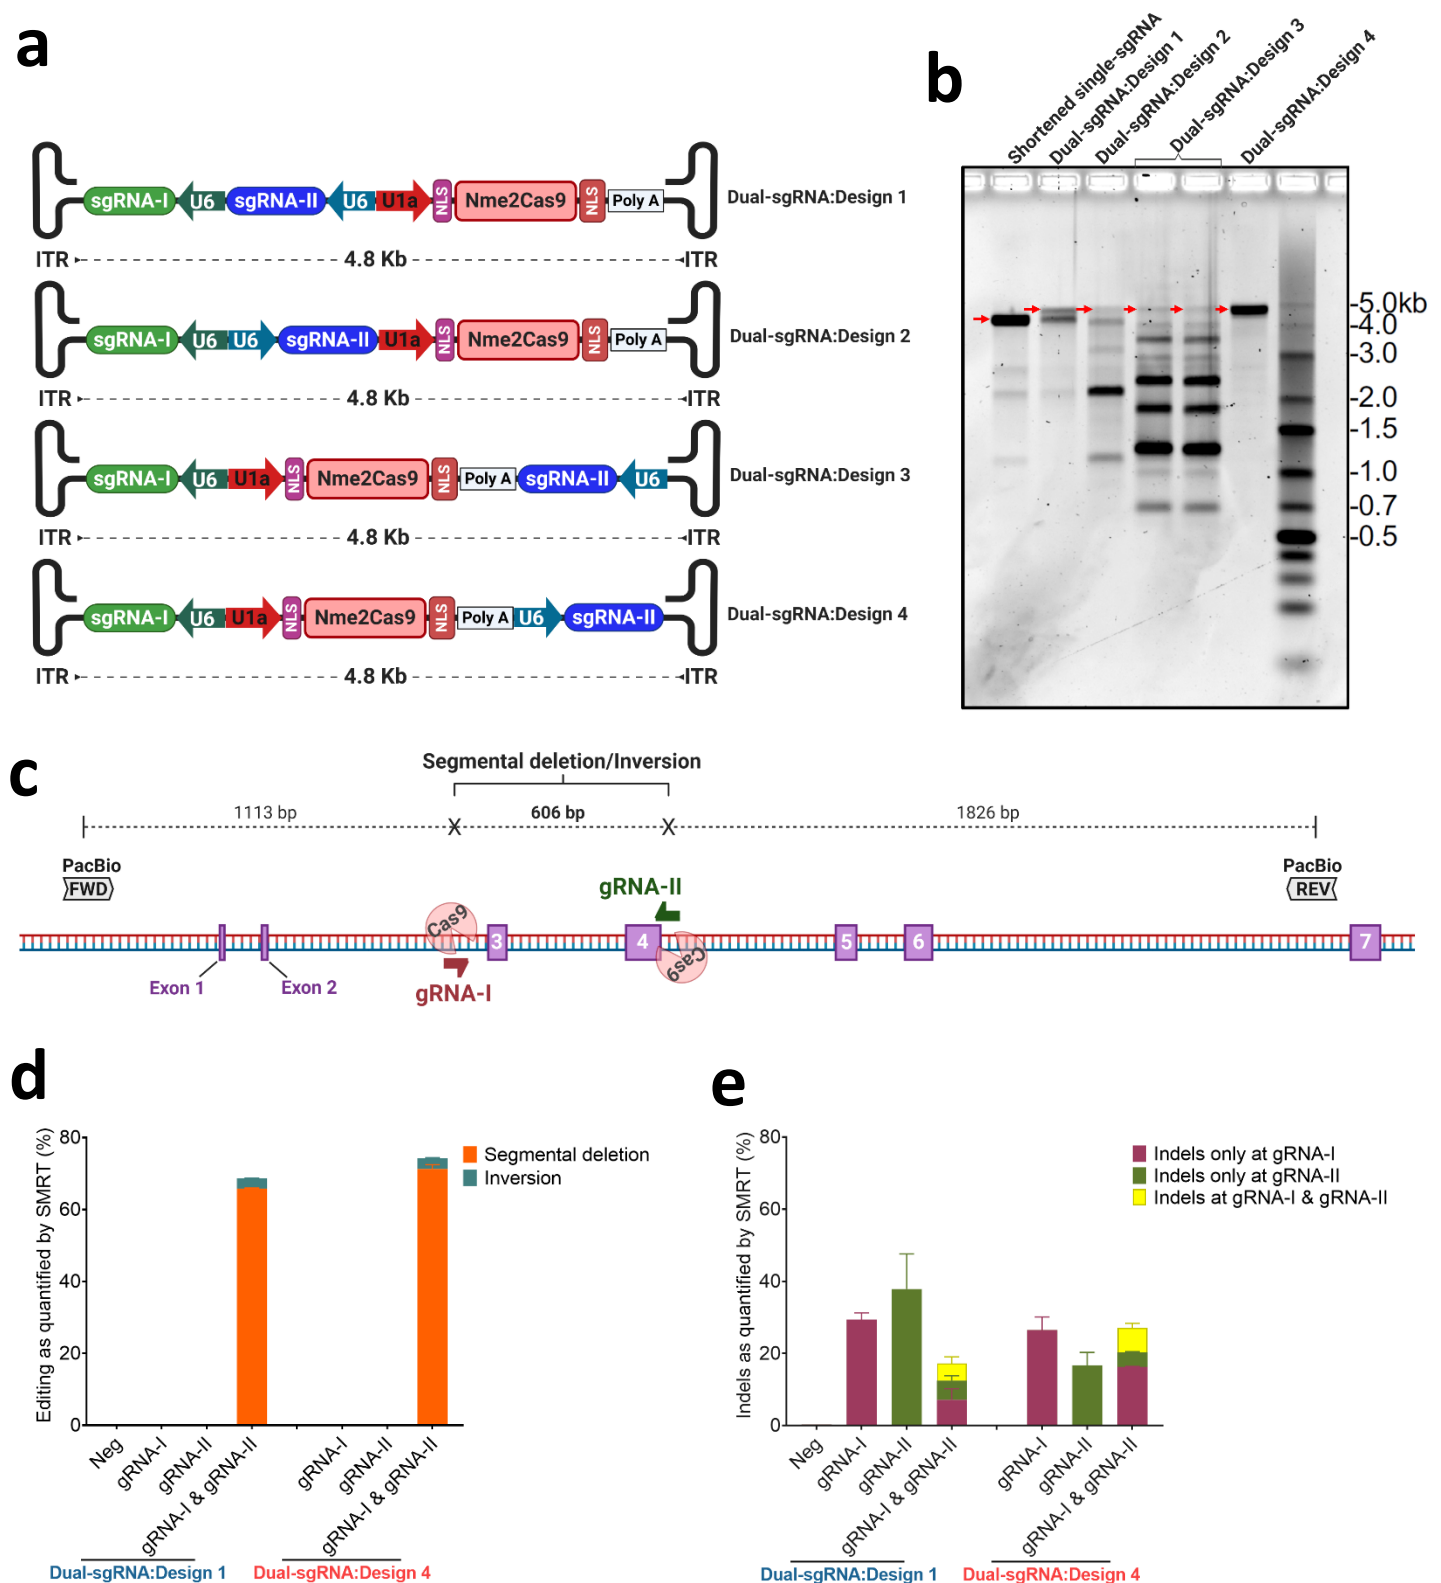 a
sgRNA-I U6 sgRNA-II U6 U1a NLS Nme2Cas9 NLS Poly A
Dual-sgRNA:Design 1
ITR 4.8 Kb ITR
sgRNA-I U6 U6 sgRNA-II U1a NLS Nme2Cas9 NLS Poly A
Dual-sgRNA:Design 2
ITR 4.8 Kb ITR
sgRNA-I U6 U1a NLS Nme2Cas9 NLS Poly A sgRNA-II U6
Dual-sgRNA:Design 3
ITR 4.8 Kb ITR
sgRNA-I U6 U1a NLS Nme2Cas9 NLS Poly A U6 sgRNA-II
Dual-sgRNA:Design 4
ITR 4.8 Kb ITR
b
Shortened single-sgRNA
Dual-sgRNA:Design 1
Dual-sgRNA:Design 2
Dual-sgRNA:Design 3
Dual-sgRNA:Design 4
-5.0kb
-4.0
-3.0
-2.0
-1.5
-1.0
-0.7
-0.5
c
Segmental deletion/Inversion
1113 bp 606 bp 1826 bp
X X
PacBio PacBio
FWD REV
gRNA-II
Cas9
3 4 5 6 7
Cas9
Exon 1 Exon 2
gRNA-I
d
Editing as quantified by SMRT (%)
80
60
40
20
0
Segmental deletion
Inversion
Neg
gRNA-I
gRNA-II
gRNA-I & gRNA-II
gRNA-I
gRNA-II
gRNA-I & gRNA-II
Dual-sgRNA:Design 1 Dual-sgRNA:Design 4
e
Indels as quantified by SMRT (%)
80
60
40
20
0
Indels only at gRNA-I
Indels only at gRNA-II
Indels at gRNA-I & gRNA-II
Neg
gRNA-I
gRNA-II
gRNA-I & gRNA-II
gRNA-I
gRNA-II
gRNA-I & gRNA-II
Dual-sgRNA:Design 1 Dual-sgRNA:Design 4